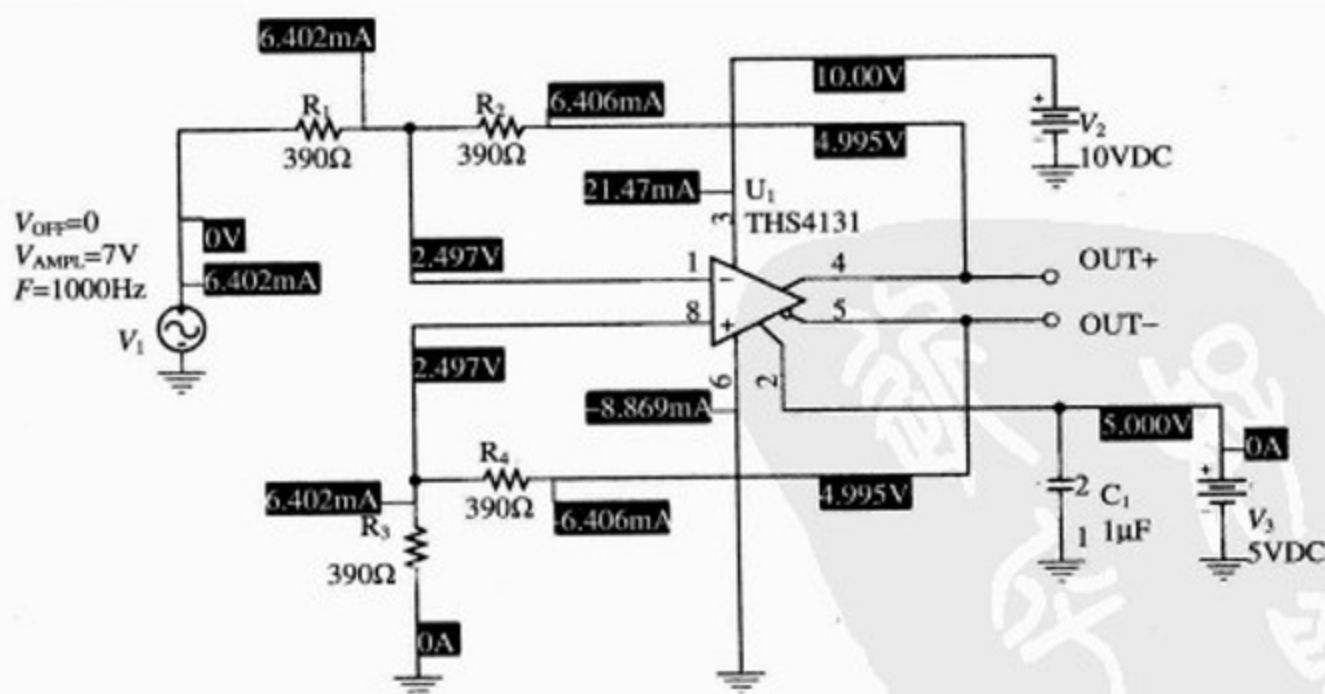 6.402mA
10.00V
R1
R2
6.406mA
390Ω
390Ω
4.995V
V2
10VDC
21.47mA
U1
THS4131
3
VOFF=0
VAMPL=7V
F=1000Hz
0V
6.402mA
V1
2.497V
1
4
OUT+
8
5
OUT−
2.497V
6
2
-8.869mA
5.000V
0A
R4
390Ω
6.402mA
R3
390Ω
-6.406mA
4.995V
2
C1
1
1μF
V3
5VDC
0A